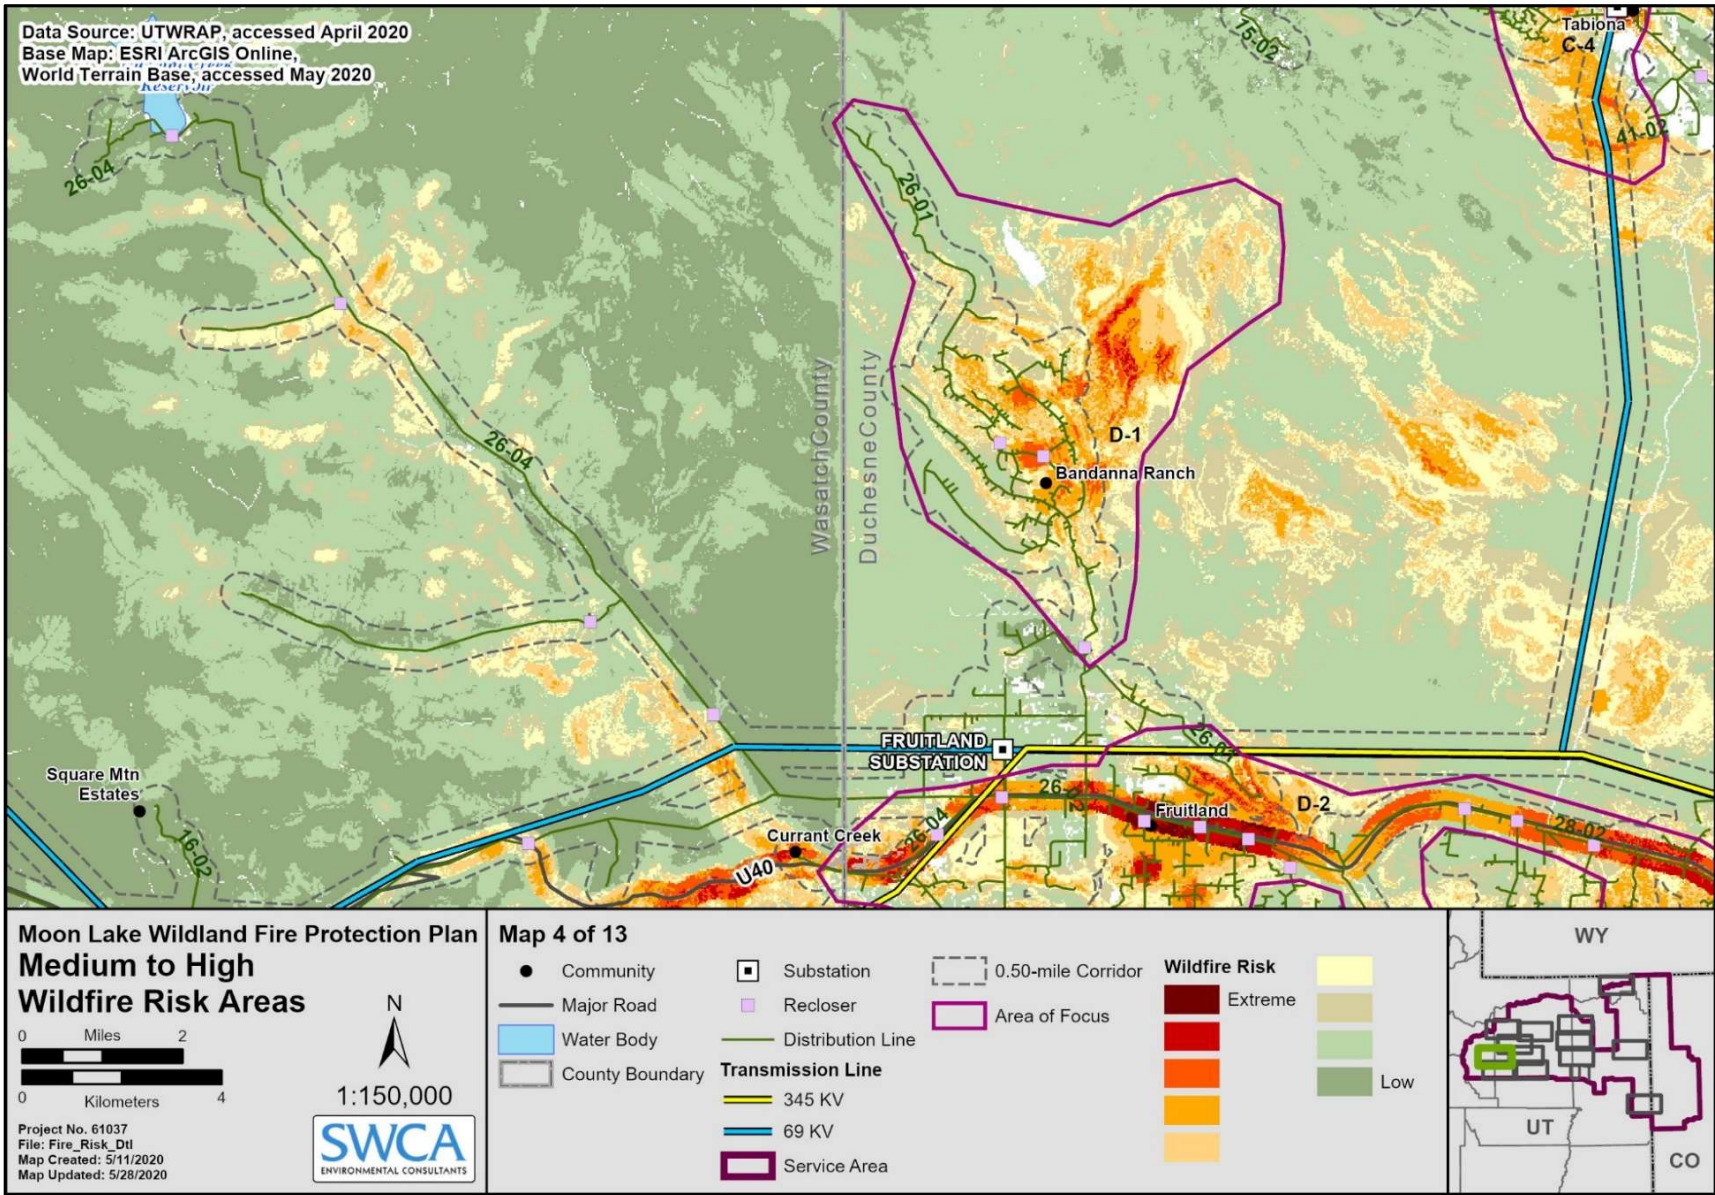 Data Source: UTWRAP, accessed April 2020
Base Map: ESRI ArcGIS Online,
World Terrain Base, accessed May 2020
Reservoir
26-04
15-02
Tabiona
C-4
41-02
26-01
26-04
Wasatch County
Duchesne County
D-1
Bandanna Ranch
FRUITLAND
SUBSTATION
26-01
Square Mtn
Estates
16-02
Currant Creek
U40
26-04
Fruitland
D-2
28-02
Moon Lake Wildland Fire Protection Plan
Medium to High
Wildfire Risk Areas
0 Miles 2
0 Kilometers 4
N
1:150,000
Project No. 61037
File: Fire_Risk_Dtl
Map Created: 5/11/2020
Map Updated: 5/28/2020
SWCA
ENVIRONMENTAL CONSULTANTS
Map 4 of 13
Community
Major Road
Water Body
County Boundary
Substation
Recloser
Distribution Line
Transmission Line
345 KV
69 KV
Service Area
0.50-mile Corridor
Area of Focus
Wildfire Risk
Extreme
Low
WY
UT
CO